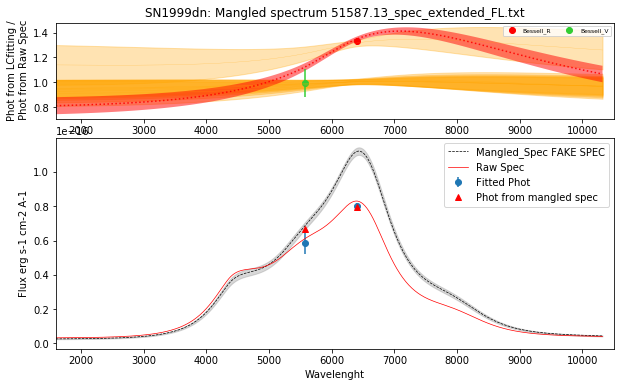 SN1999dn: Mangled spectrum 51587.13_spec_extended_FL.txt
Phot from LCfitting /
Phot from Raw Spec
1.4
1.2
1.0
0.8
Bessell_R
Bessell_V
2000 3000 4000 5000 6000 7000 8000 9000 10000
1e−16
Flux erg s-1 cm-2 A-1
1.0
0.8
0.6
0.4
0.2
0.0
Mangled_Spec FAKE SPEC
Raw Spec
Fitted Phot
Phot from mangled spec
2000 3000 4000 5000 6000 7000 8000 9000 10000
Wavelenght